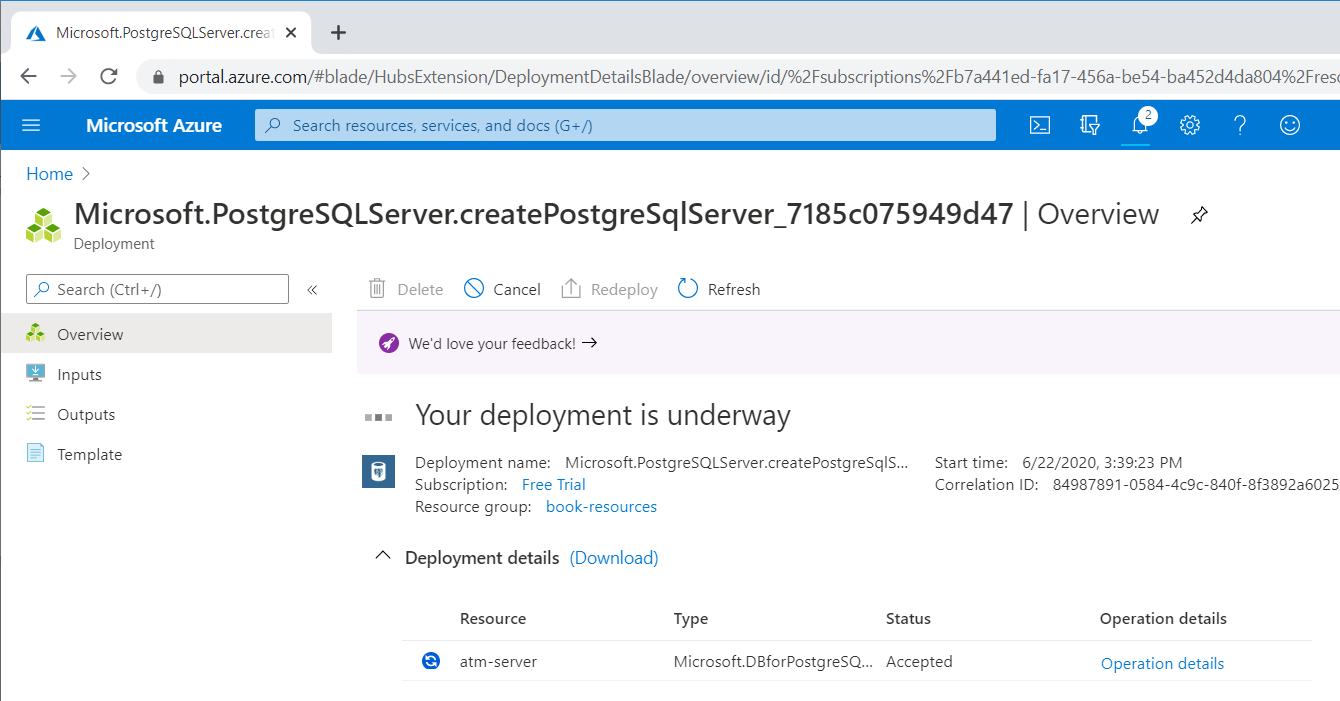 Microsoft.PostgreSQLServer.creat
portal.azure.com/#blade/HubsExtension/DeploymentDetailsBlade/overview/id/%2Fsubscriptions%2Fb7a441ed-fa17-456a-be54-ba452d4da804%2Freso
Microsoft Azure Search resources, services, and docs (G+/) 2
Home
Microsoft.PostgreSQLServer.createPostgreSqlServer_7185c075949d47 | Overview
Deployment
Search (Ctrl+/) « Delete Cancel Redeploy Refresh
Overview
We'd love your feedback! →
Inputs
Outputs
Template
Your deployment is underway
Deployment name: Microsoft.PostgreSQLServer.createPostgreSqlS... Start time: 6/22/2020, 3:39:23 PM
Subscription: Free Trial Correlation ID: 84987891-0584-4c9c-840f-8f3892a6025
Resource group: book-resources
Deployment details (Download)
Resource Type Status Operation details
atm-server Microsoft.DBforPostgreSQ... Accepted Operation details